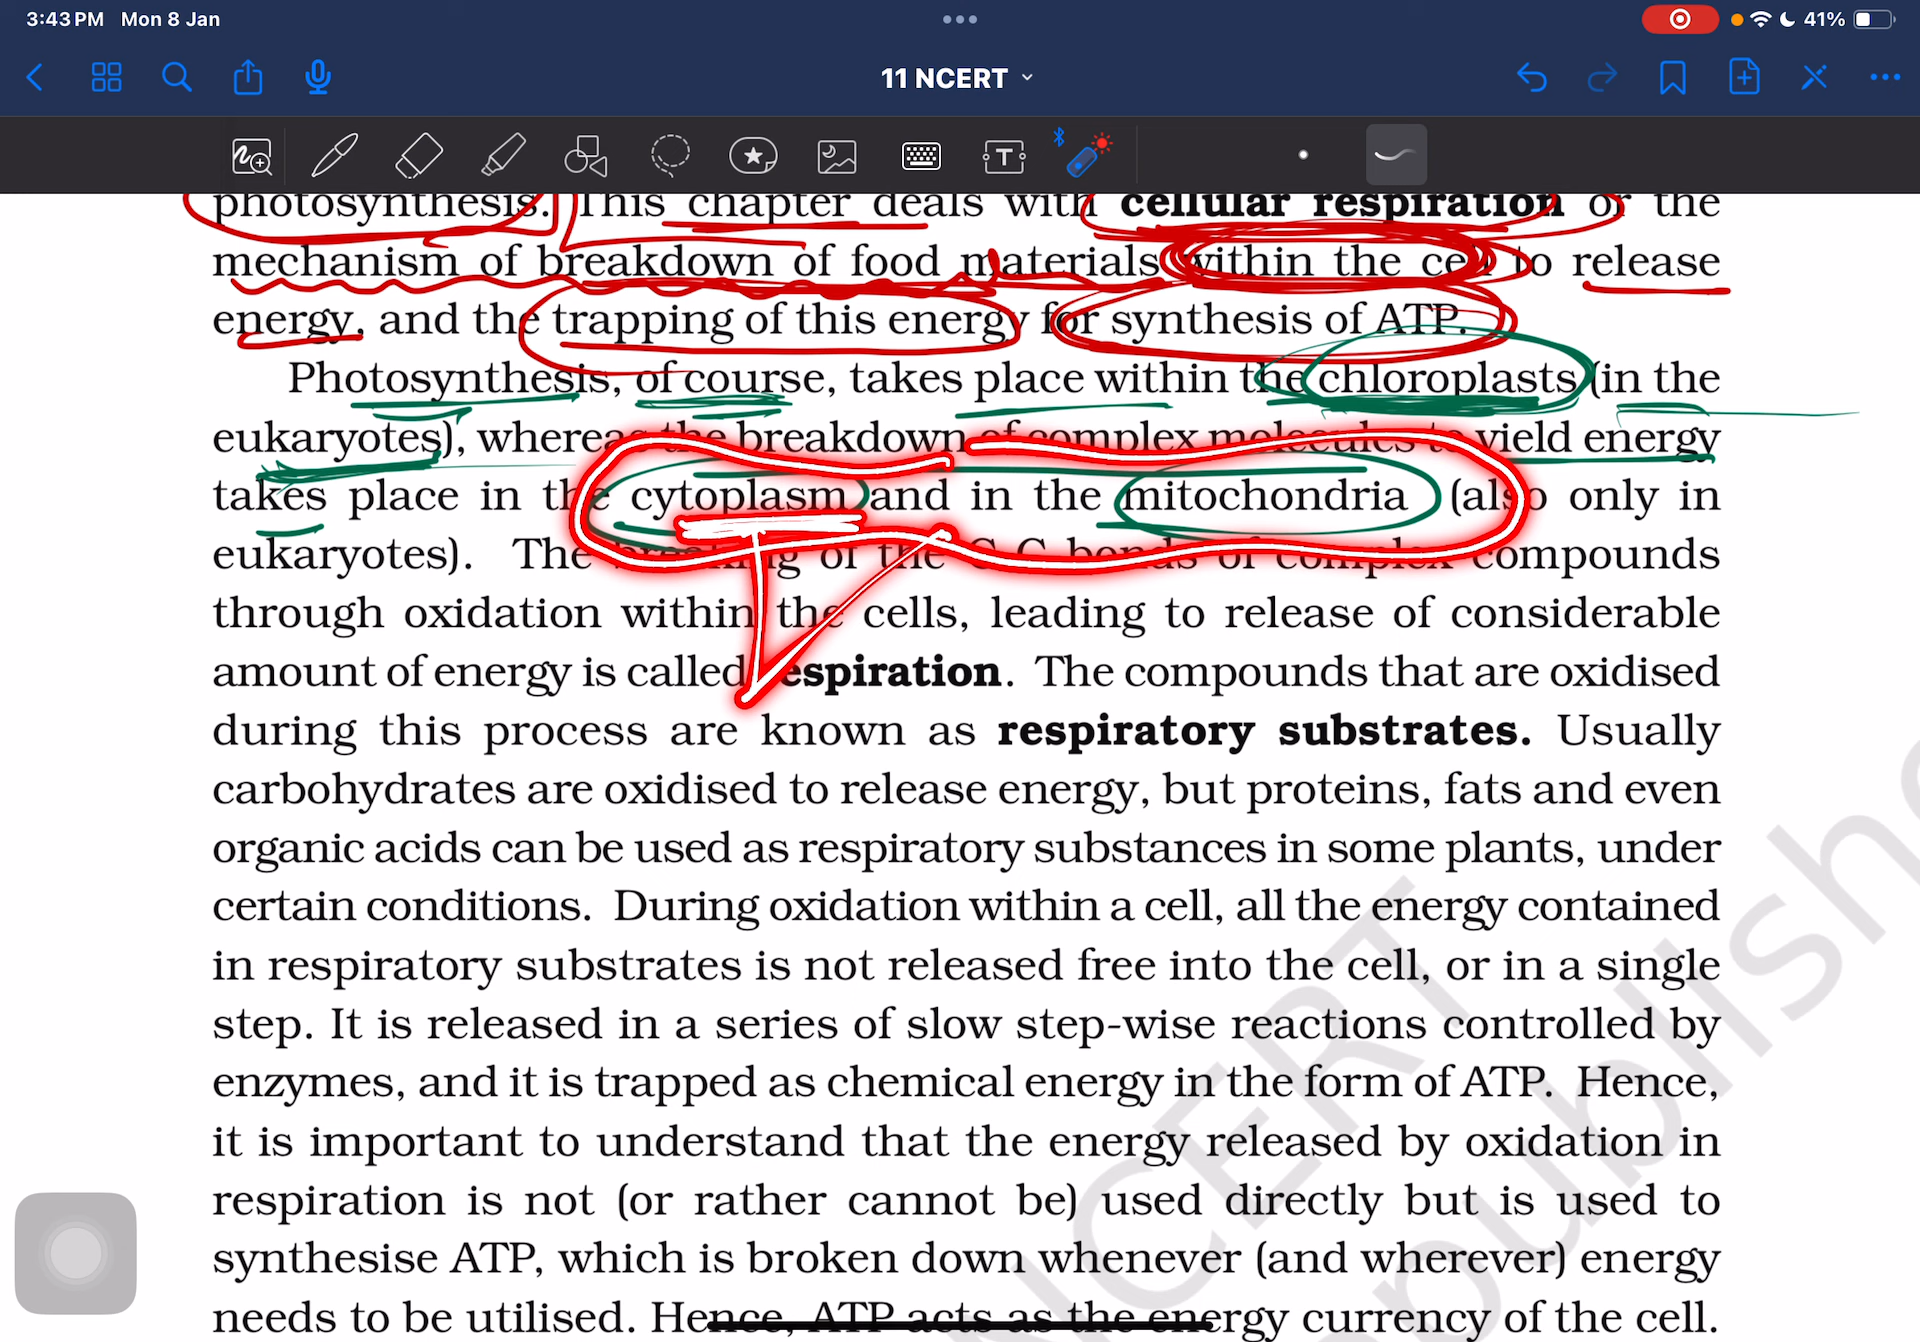 3:43 PM Mon 8 Jan
41%
11 NCERT
photosynthesis. This chapter deals with cellular respiration or the
mechanism of breakdown of food materials within the cell to release
energy, and the trapping of this energy for synthesis of ATP.
Photosynthesis, of course, takes place within the chloroplasts (in the
eukaryotes), whereas the breakdown of complex molecules to yield energy
takes place in the cytoplasm and in the mitochondria (also only in
eukaryotes). The breaking of the C-C bonds of complex compounds
through oxidation within the cells, leading to release of considerable
amount of energy is called respiration. The compounds that are oxidised
during this process are known as respiratory substrates. Usually
carbohydrates are oxidised to release energy, but proteins, fats and even
organic acids can be used as respiratory substances in some plants, under
certain conditions. During oxidation within a cell, all the energy contained
in respiratory substrates is not released free into the cell, or in a single
step. It is released in a series of slow step-wise reactions controlled by
enzymes, and it is trapped as chemical energy in the form of ATP. Hence,
it is important to understand that the energy released by oxidation in
respiration is not (or rather cannot be) used directly but is used to
synthesise ATP, which is broken down whenever (and wherever) energy
needs to be utilised. Hence, ATP acts as the energy currency of the cell.
NCERT